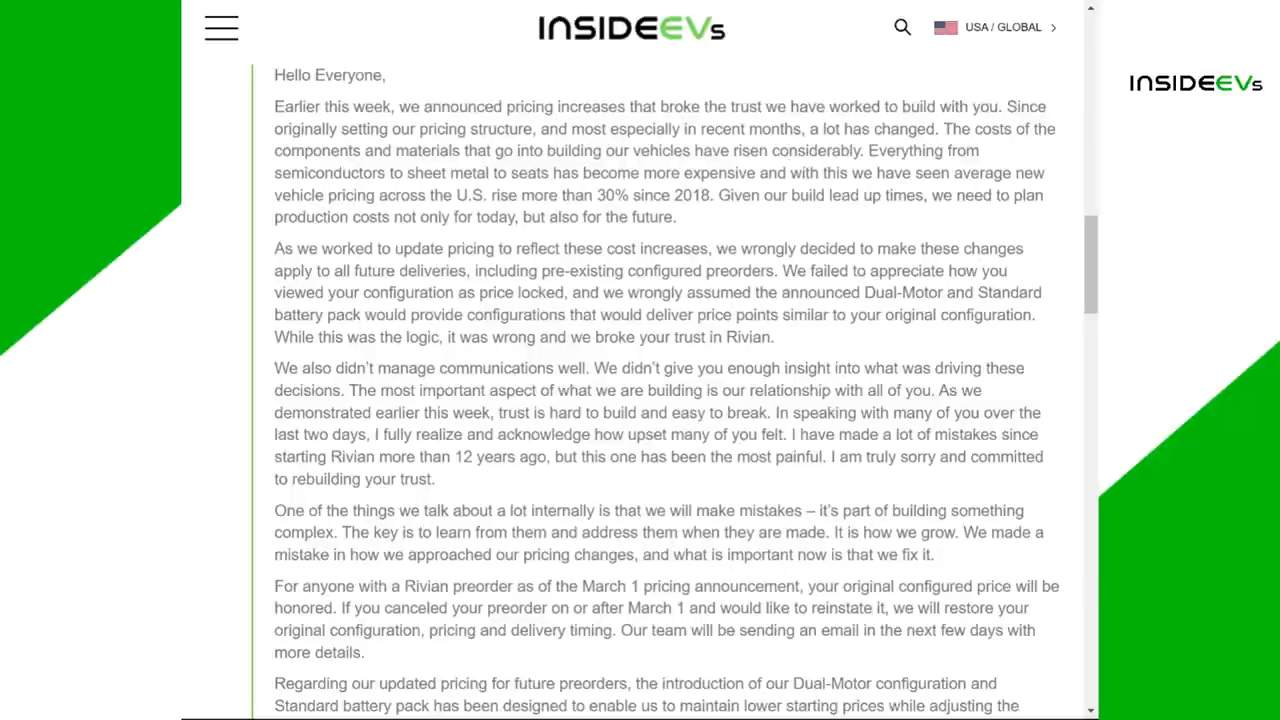 INSIDEEVs
USA / GLOBAL
INSIDEEVs
Hello Everyone,
Earlier this week, we announced pricing increases that broke the trust we have worked to build with you. Since
originally setting our pricing structure, and most especially in recent months, a lot has changed. The costs of the
components and materials that go into building our vehicles have risen considerably. Everything from
semiconductors to sheet metal to seats has become more expensive and with this we have seen average new
vehicle pricing across the U.S. rise more than 30% since 2018. Given our build lead up times, we need to plan
production costs not only for today, but also for the future.
As we worked to update pricing to reflect these cost increases, we wrongly decided to make these changes
apply to all future deliveries, including pre-existing configured preorders. We failed to appreciate how you
viewed your configuration as price locked, and we wrongly assumed the announced Dual-Motor and Standard
battery pack would provide configurations that would deliver price points similar to your original configuration.
While this was the logic, it was wrong and we broke your trust in Rivian.
We also didn’t manage communications well. We didn’t give you enough insight into what was driving these
decisions. The most important aspect of what we are building is our relationship with all of you. As we
demonstrated earlier this week, trust is hard to build and easy to break. In speaking with many of you over the
last two days, I fully realize and acknowledge how upset many of you felt. I have made a lot of mistakes since
starting Rivian more than 12 years ago, but this one has been the most painful. I am truly sorry and committed
to rebuilding your trust.
One of the things we talk about a lot internally is that we will make mistakes – it’s part of building something
complex. The key is to learn from them and address them when they are made. It is how we grow. We made a
mistake in how we approached our pricing changes, and what is important now is that we fix it.
For anyone with a Rivian preorder as of the March 1 pricing announcement, your original configured price will be
honored. If you canceled your preorder on or after March 1 and would like to reinstate it, we will restore your
original configuration, pricing and delivery timing. Our team will be sending an email in the next few days with
more details.
Regarding our updated pricing for future preorders, the introduction of our Dual-Motor configuration and
Standard battery pack has been designed to enable us to maintain lower starting prices while adjusting the